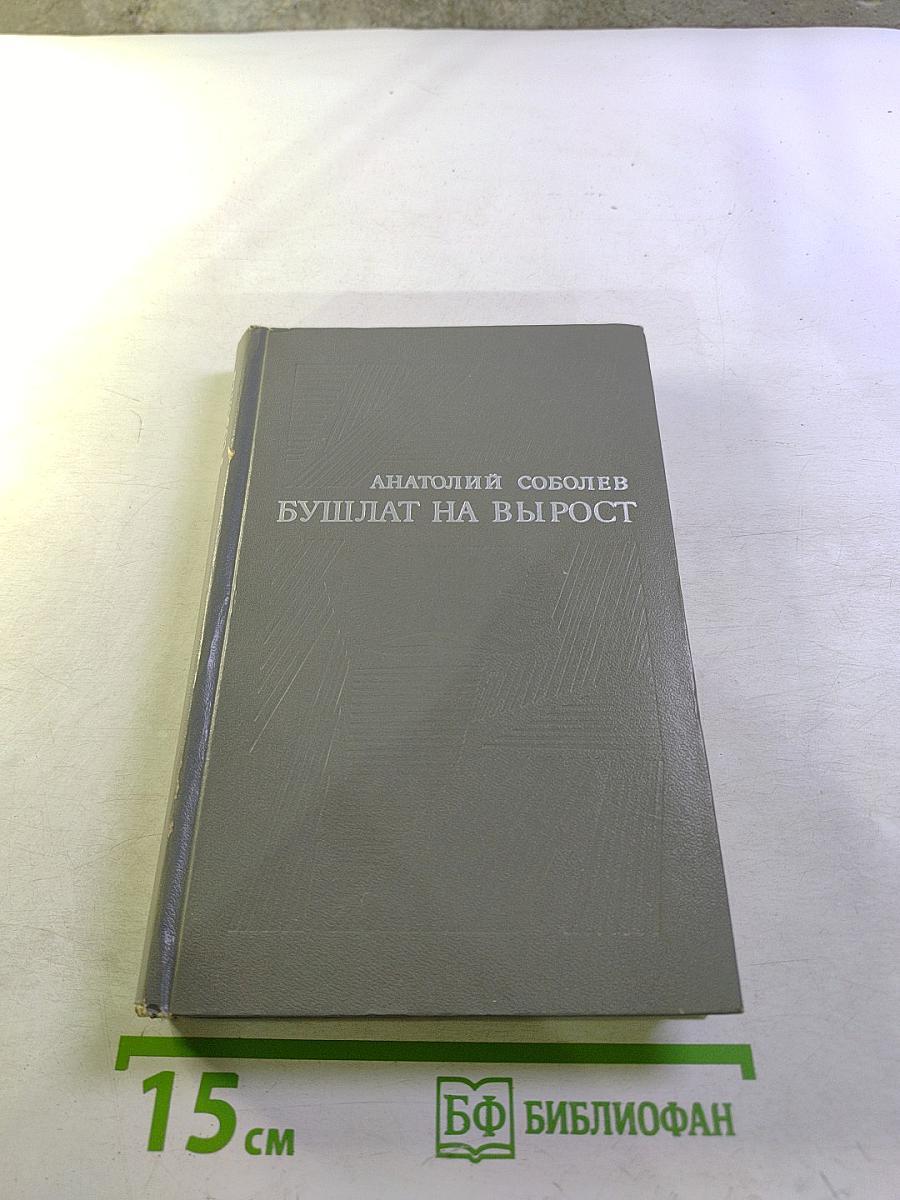 АНАТОЛИЙ СОБОЛЕВ
БУШЛАТ НА ВЫРОСТ
15 см
БФ БИБЛИОФАН